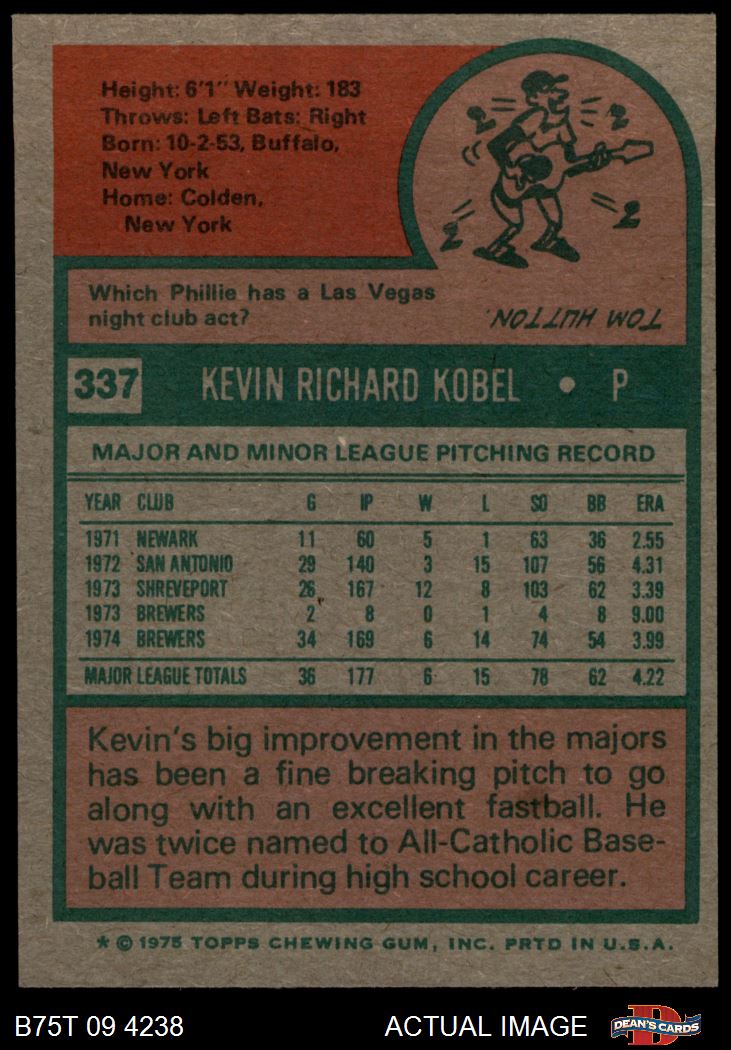 Height: 6'1" Weight: 183
Throws: Left Bats: Right
Born: 10-2-53, Buffalo,
New York
Home: Colden,
New York
2 2
2 2
Which Phillie has a Las Vegas
night club act?
TOM HUTTON.
337 KEVIN RICHARD KOBEL • P
MAJOR AND MINOR LEAGUE PITCHING RECORD
YEAR CLUB G IP W L SO BB ERA
1971 NEWARK 11 60 5 1 63 36 2.55
1972 SAN ANTONIO 29 140 3 15 107 56 4.31
1973 SHREVEPORT 26 167 12 8 103 62 3.39
1973 BREWERS 2 8 0 1 4 8 9.00
1974 BREWERS 34 169 6 14 74 54 3.99
MAJOR LEAGUE TOTALS 36 177 6 15 78 62 4.22
Kevin's big improvement in the majors
has been a fine breaking pitch to go
along with an excellent fastball. He
was twice named to All-Catholic Base-
ball Team during high school career.
* © 1975 TOPPS CHEWING GUM, INC. PRTD IN U.S.A.
B75T 09 4238 ACTUAL IMAGE D DEAN'S CARDS